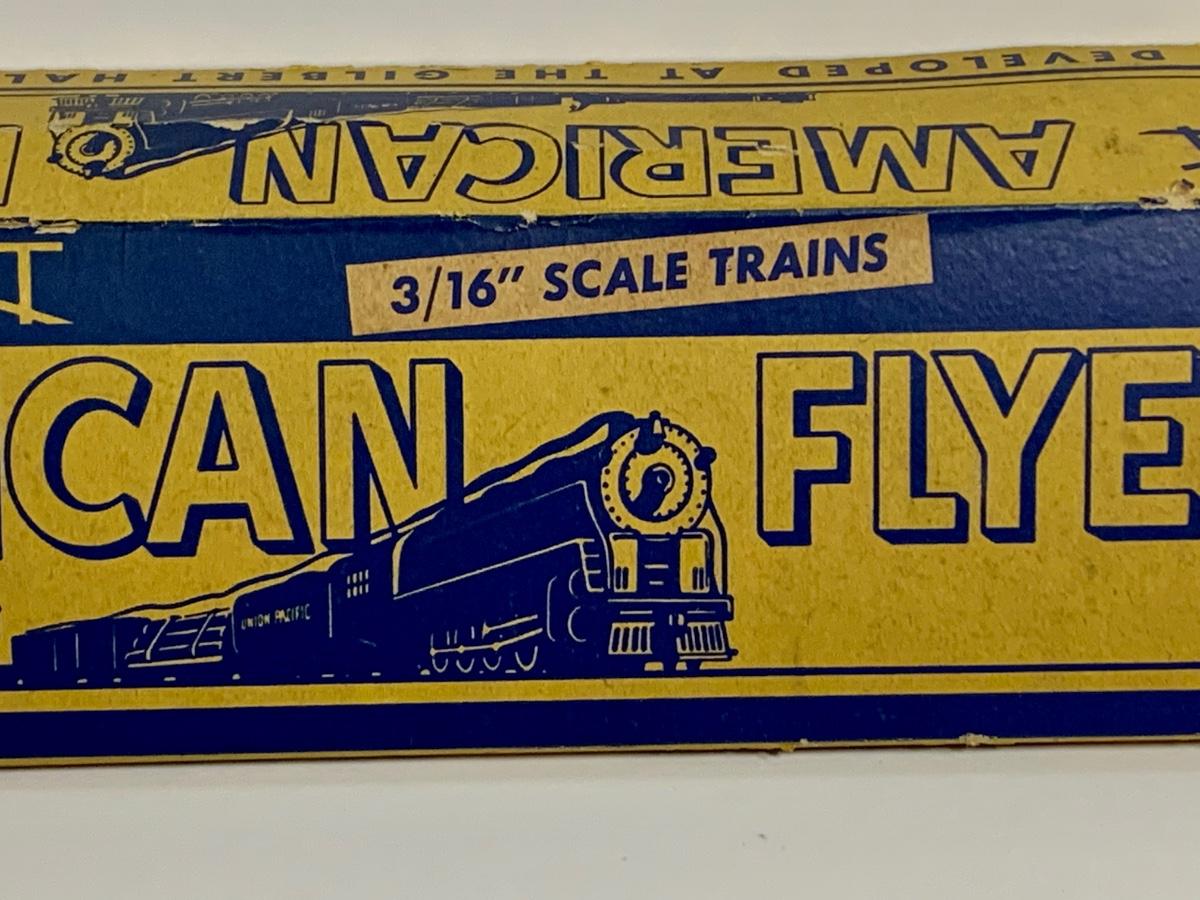 DEVELOPED AT THE GILBERT HAL
AMERICAN
3/16" SCALE TRAINS
CAN FLYE
UNION PACIFIC